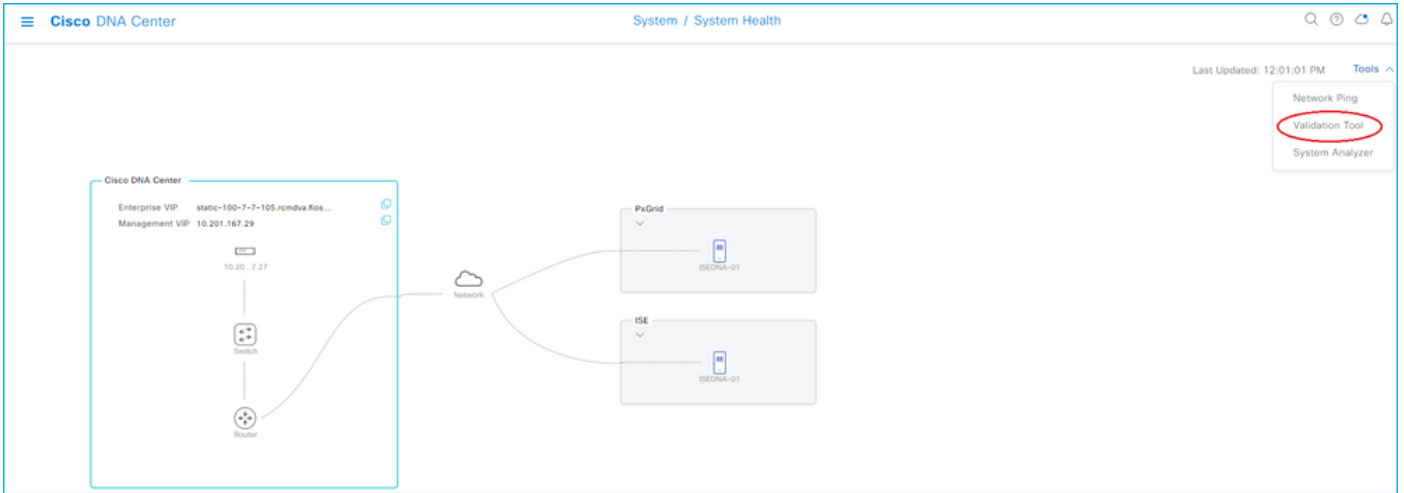 Cisco DNA Center
System / System Health
Last Updated: 12:01:01 PM Tools
Network Ping
Validation Tool
System Analyzer
Cisco DNA Center
Enterprise VIP static-100-7-7-105.rcmdva.fios...
Management VIP 10.201.167.29
10.20...7.27
Switch
Router
Network
PxGrid
ISEDNA-01
ISE
ISEDNA-01